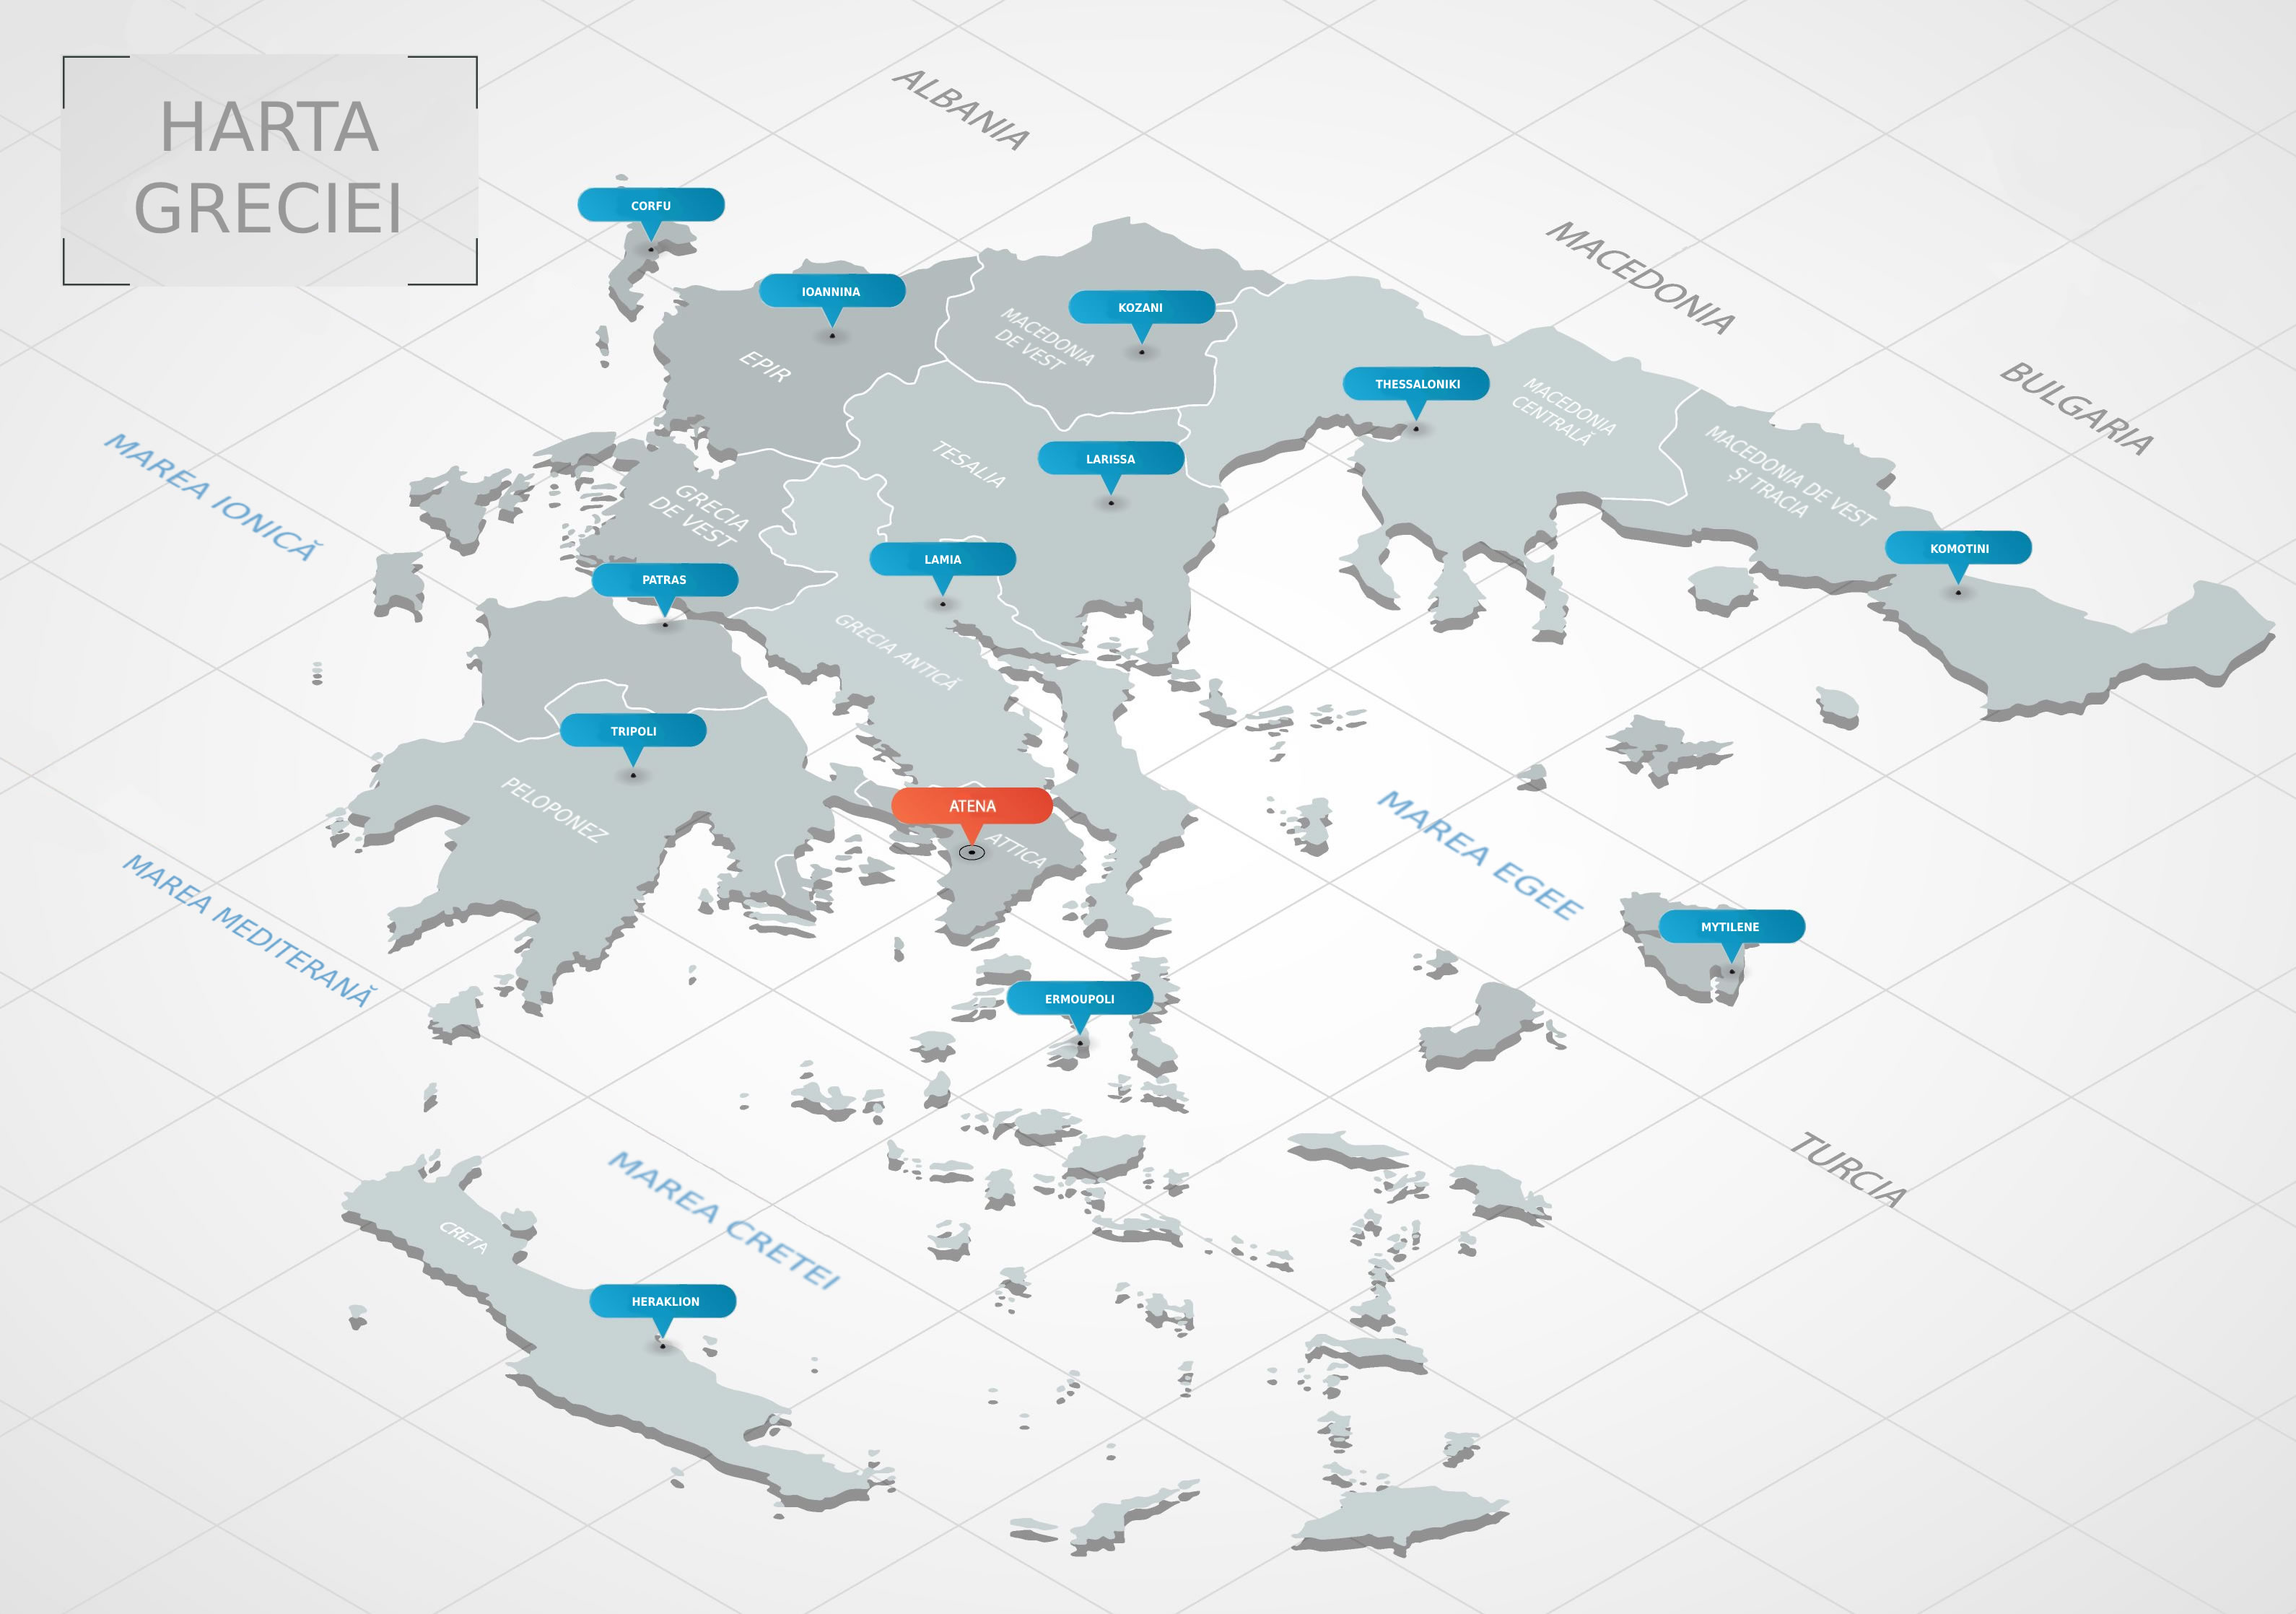 HARTA
GRECIEI
ALBANIA
MACEDONIA
BULGARIA
CORFU
IOANNINA
KOZANI
MACEDONIA
DE VEST
EPIR
THESSALONIKI
MACEDONIA
CENTRALĂ
MACEDONIA DE VEST
ȘI TRACIA
MAREA IONICĂ
TESALIA
LARISSA
GRECIA
DE VEST
KOMOTINI
LAMIA
PATRAS
GRECIA ANTICĂ
TRIPOLI
PELOPONEZ
ATENA
ATTICA
MAREA EGEE
MAREA MEDITERANĂ
MYTILENE
ERMOUPOLI
TURCIA
MAREA CRETEI
CRETA
HERAKLION